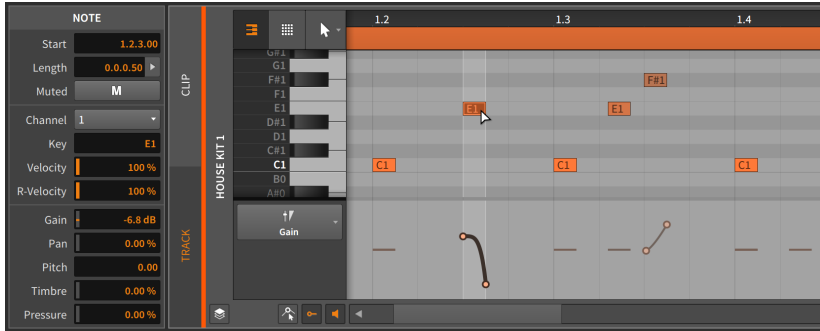 NOTE
Start 1.2.3.00
Length 0.0.0.50
Muted M
Channel 1
Key E1
Velocity 100 %
R-Velocity 100 %
Gain -6.8 dB
Pan 0.00 %
Pitch 0.00
Timbre 0.00 %
Pressure 0.00 %
CLIP
TRACK
HOUSE KIT 1
1.2 1.3 1.4
G#1
G1
F#1 F#1
F1
E1 E1 E1
D#1
D1
C#1
C1 C1 C1 C1
B0
A#0
Gain